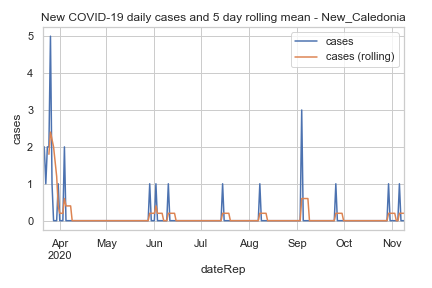 New COVID-19 daily cases and 5 day rolling mean - New_Caledonia
cases
cases (rolling)
5
4
3
2
1
0
cases
Apr May Jun Jul Aug Sep Oct Nov
2020
dateRep